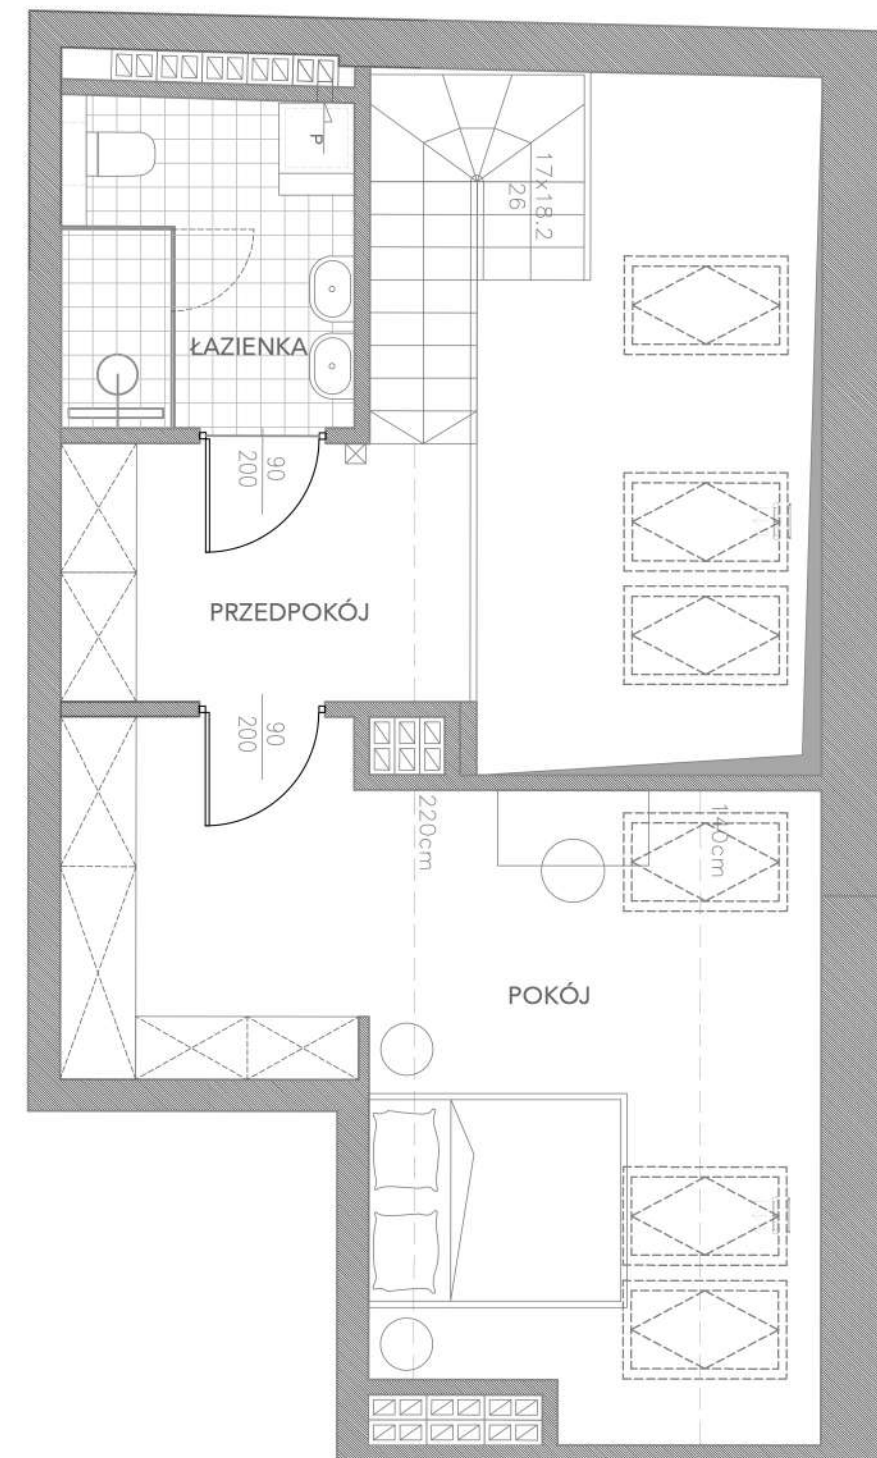 P
17x18.2
26
ŁAZIENKA
90
200
PRZEDPOKÓJ
90
200
220cm
140cm
POKÓJ